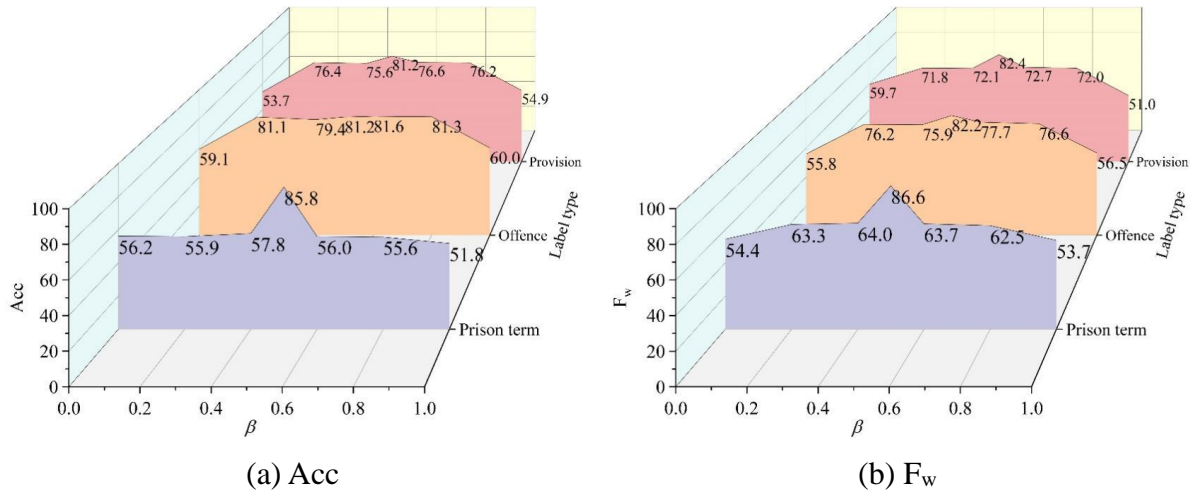 76.4 75.6 81.2 76.6 76.2
53.7 54.9
81.1 79.4 81.2 81.6 81.3
59.1 60.0 Provision
85.8
56.2 55.9 57.8 56.0 55.6 51.8
Offence
Label type
Prison term
100
80
60
40
20
0
Acc
0.0 0.2 0.4 0.6 0.8 1.0
β
(a) Acc
71.8 72.1 82.4 72.7 72.0
59.7 51.0
76.2 75.9 82.2 77.7 76.6
55.8 56.5 Provision
86.6
54.4 63.3 64.0 63.7 62.5 53.7
Offence
Label type
Prison term
100
80
60
40
20
0
Fw
0.0 0.2 0.4 0.6 0.8 1.0
β
(b) Fw